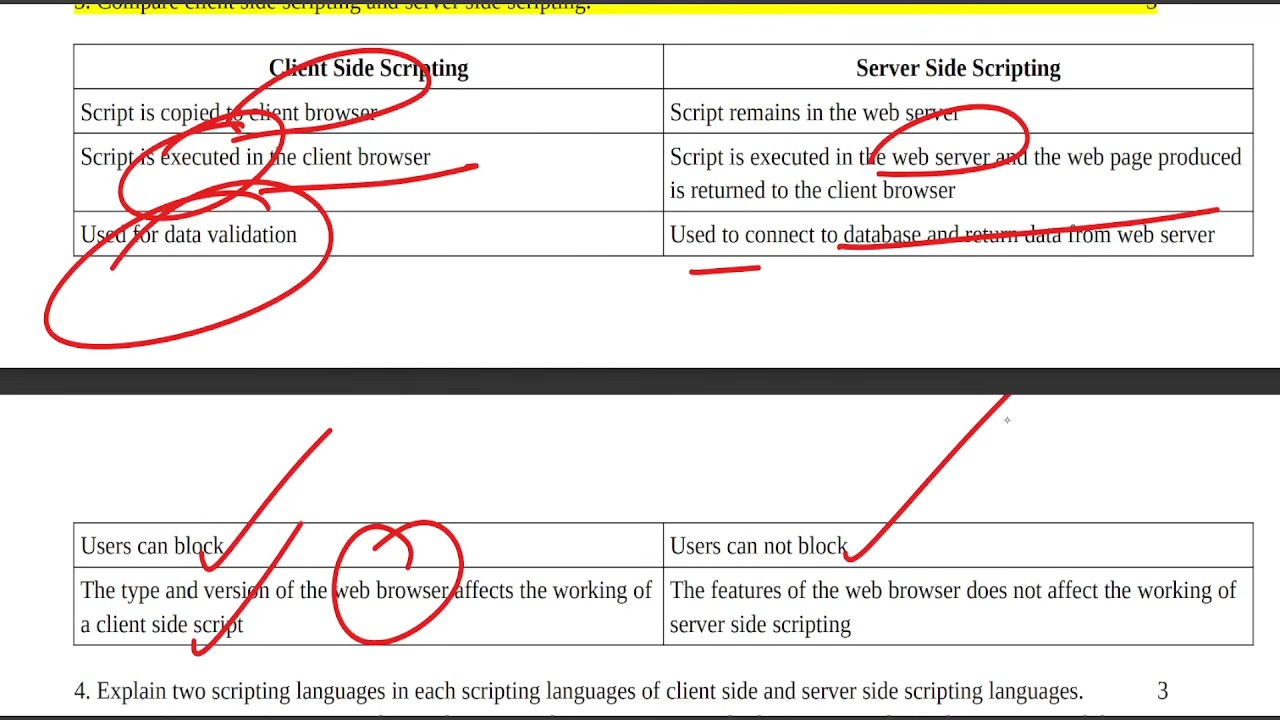 3. Compare client side scripting and server side scripting. 3
Client Side Scripting Server Side Scripting
Script is copied to client browser Script remains in the web server
Script is executed in the client browser Script is executed in the web server and the web page produced
is returned to the client browser
Used for data validation Used to connect to database and return data from web server
Users can block Users can not block
The type and version of the web browser affects the working of The features of the web browser does not affect the working of
a client side script server side scripting
4. Explain two scripting languages in each scripting languages of client side and server side scripting languages. 3